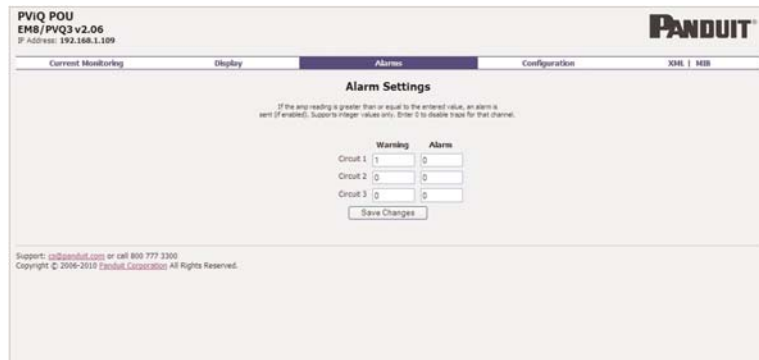 PViQ POU
EM8/PVQ3 v2.06
IP Address: 192.168.1.109
PANDUIT
Current Monitoring Display Alarms Configuration XML | MIB
Alarm Settings
If the amp reading is greater than or equal to the entered value, an alarm is
sent (if enabled). Supports integer values only. Enter 0 to disable traps for that channel.
Warning Alarm
Circuit 1 1 0
Circuit 2 0 0
Circuit 3 0 0
Save Changes
Support: cs@panduit.com or call 800 777 3300
Copyright © 2006-2010 Panduit Corporation All Rights Reserved.